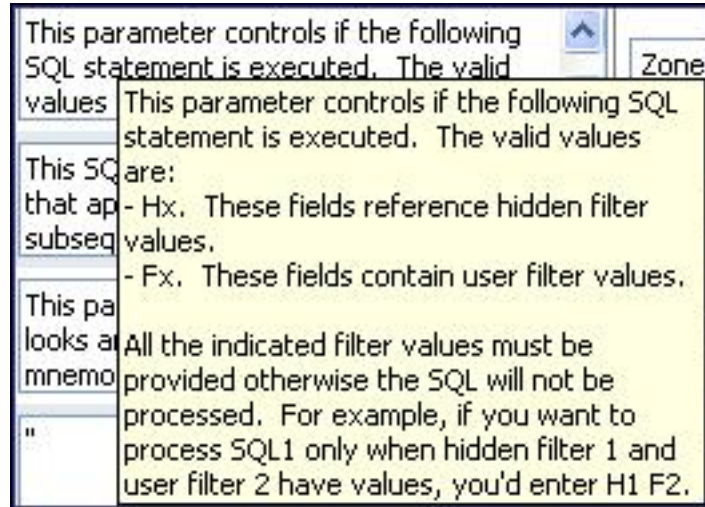 This parameter controls if the following
SQL statement is executed. The valid
values
Zone
This parameter controls if the following SQL
statement is executed. The valid values
are:
- Hx. These fields reference hidden filter
values.
- Fx. These fields contain user filter values.
All the indicated filter values must be
provided otherwise the SQL will not be
processed. For example, if you want to
process SQL1 only when hidden filter 1 and
user filter 2 have values, you'd enter H1 F2.
This SQ
that ap
subseq
This pa
looks a
mnemo
"